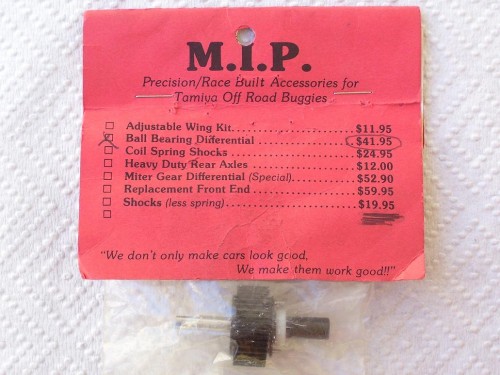 M.I.P.
Precision/Race Built Accessories for
Tamiya Off Road Buggies
Adjustable Wing Kit..................$11.95
Ball Bearing Differential ..............$41.95
Coil Spring Shocks...................$24.95
Heavy Duty Rear Axles..............$12.00
Miter Gear Differential (Special)....$52.90
Replacement Front End.............$59.95
Shocks (less spring)..................$19.95
"We don't only make cars look good,
We make them work good!!"